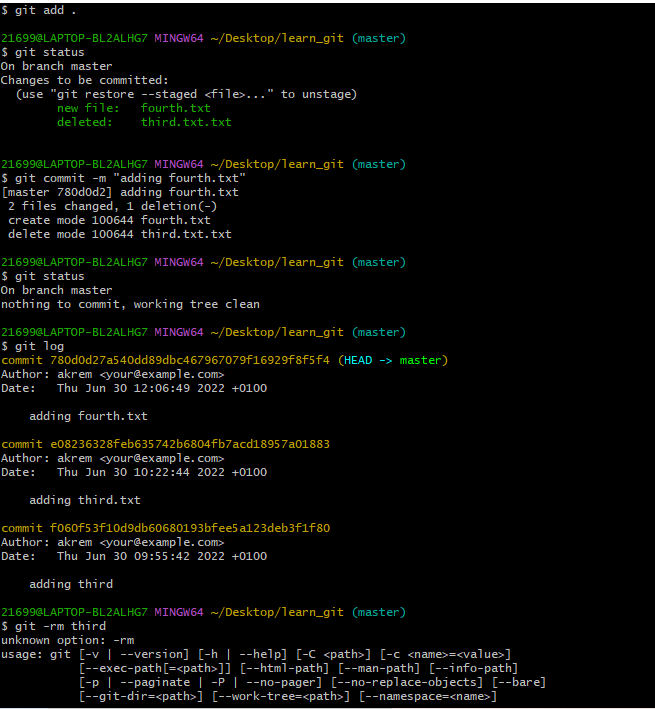 $ git add .
21699@LAPTOP-BL2ALHG7 MINGW64 ~/Desktop/learn_git (master)
$ git status
On branch master
Changes to be committed:
  (use "git restore --staged <file>..." to unstage)
        new file:   fourth.txt
        deleted:    third.txt.txt
21699@LAPTOP-BL2ALHG7 MINGW64 ~/Desktop/learn_git (master)
$ git commit -m "adding fourth.txt"
[master 780d0d2] adding fourth.txt
 2 files changed, 1 deletion(-)
 create mode 100644 fourth.txt
 delete mode 100644 third.txt.txt
21699@LAPTOP-BL2ALHG7 MINGW64 ~/Desktop/learn_git (master)
$ git status
On branch master
nothing to commit, working tree clean
21699@LAPTOP-BL2ALHG7 MINGW64 ~/Desktop/learn_git (master)
$ git log
commit 780d0d27a540dd89dbc467967079f16929f8f5f4 (HEAD -> master)
Author: akrem <your@example.com>
Date:   Thu Jun 30 12:06:49 2022 +0100
    adding fourth.txt
commit e08236328feb635742b6804fb7acd18957a01883
Author: akrem <your@example.com>
Date:   Thu Jun 30 10:22:44 2022 +0100
    adding third.txt
commit f060f53f10d9db60680193bfee5a123deb3f1f80
Author: akrem <your@example.com>
Date:   Thu Jun 30 09:55:42 2022 +0100
    adding third
21699@LAPTOP-BL2ALHG7 MINGW64 ~/Desktop/learn_git (master)
$ git -rm third
unknown option: -rm
usage: git [-v | --version] [-h | --help] [-C <path>] [-c <name>=<value>]
           [--exec-path[=<path>]] [--html-path] [--man-path] [--info-path]
           [-p | --paginate | -P | --no-pager] [--no-replace-objects] [--bare]
           [--git-dir=<path>] [--work-tree=<path>] [--namespace=<name>]